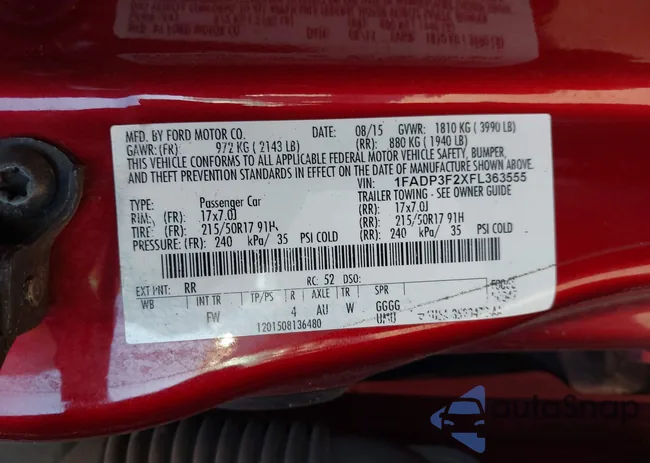 MFD. BY FORD MOTOR CO. DATE: 08/15 GVWR: 1810 KG ( 3990 LB)
GAWR: (FR) 972 KG ( 2143 LB) (RR): 880 KG ( 1940 LB)
THIS VEHICLE CONFORMS TO ALL APPLICABLE FEDERAL MOTOR VEHICLE SAFETY, BUMPER,
AND THEFT PREVENTION STANDARDS IN EFFECT ON THE DATE OF MANUFACTURE SHOWN ABOVE.
VIN: 1FADP3F2XFL363555
TYPE: Passenger Car TRAILER TOWING - SEE OWNER GUIDE
RIM: (FR): 17x7.0J (RR): 17x7.0J
TIRE: (FR): 215/50R17 91H (RR): 215/50R17 91H
PRESSURE: (FR): 240 kPa/ 35 PSI COLD (RR): 240 kPa/ 35 PSI COLD
EXT PNT: RR RC: 52 DSO:
WB INT TR TP/PS R AXLE TR SPR
FW 4 AU W GGGG
1201508136480 UMU
autoSnap